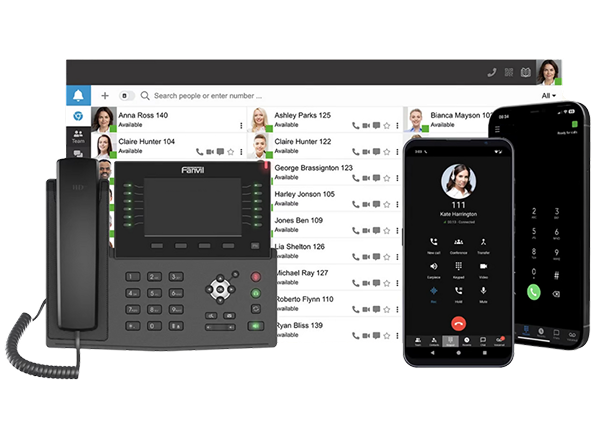 Search people or enter number ...
All
Anna Ross 140
Available
Ashley Parks 125
Available
Bianca Mayson 10
Available
Team
Claire Hunter 104
Available
Claire Hunter 122
Available
George Brassignton 123
Available
Harley Jonson 105
Available
Jones Ben 109
Available
Lia Shelton 126
Available
Michael Ray 127
Available
Roberto Flynn 110
Available
Ryan Bliss 139
Available
Fanvil
111
Kate Harrington
New call
Conference
Transfer
Keypad
Video
Rec
Hold
Mute
Ready to calls
1
2
3
4
5
6
7
8
9
*
0
#